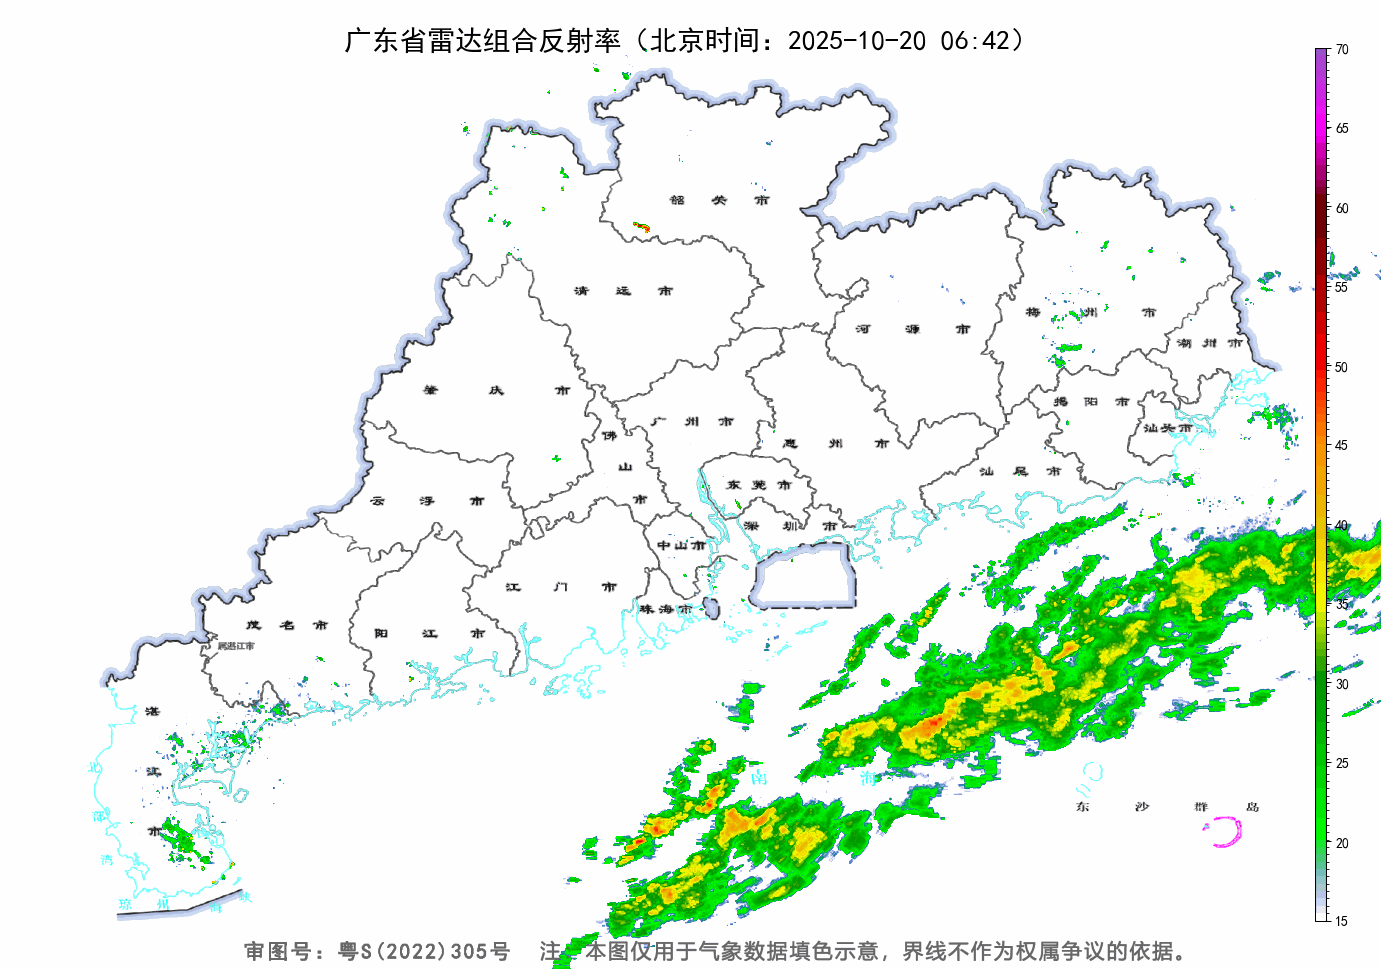 广东省雷达组合反射率（北京时间：2025-10-20 06:42）
70
65
60
55
50
45
40
35
30
25
20
15
韶关市
清远市
河源市
梅州市
潮州市
肇庆市
广州市
惠州市
揭阳市
汕头市
佛山市
汕尾市
云浮市
东莞市
深圳市
中山市
江门市
珠海市
茂名市
阳江市
属湛江市
湛江市
北部湾
琼州海峡
南海
东沙群岛
审图号：粤S(2022)305号 注：本图仅用于气象数据填色示意，界线不作为权属争议的依据。